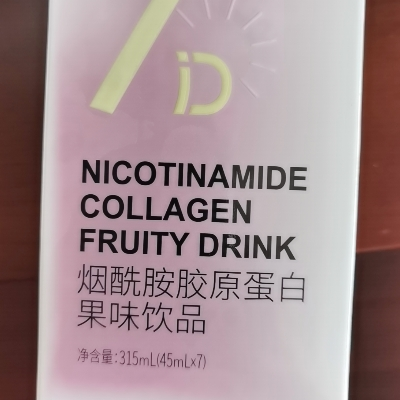 7
iD
NICOTINAMIDE
COLLAGEN
FRUITY DRINK
烟酰胺胶原蛋白
果味饮品
净含量:315mL(45mLx7)